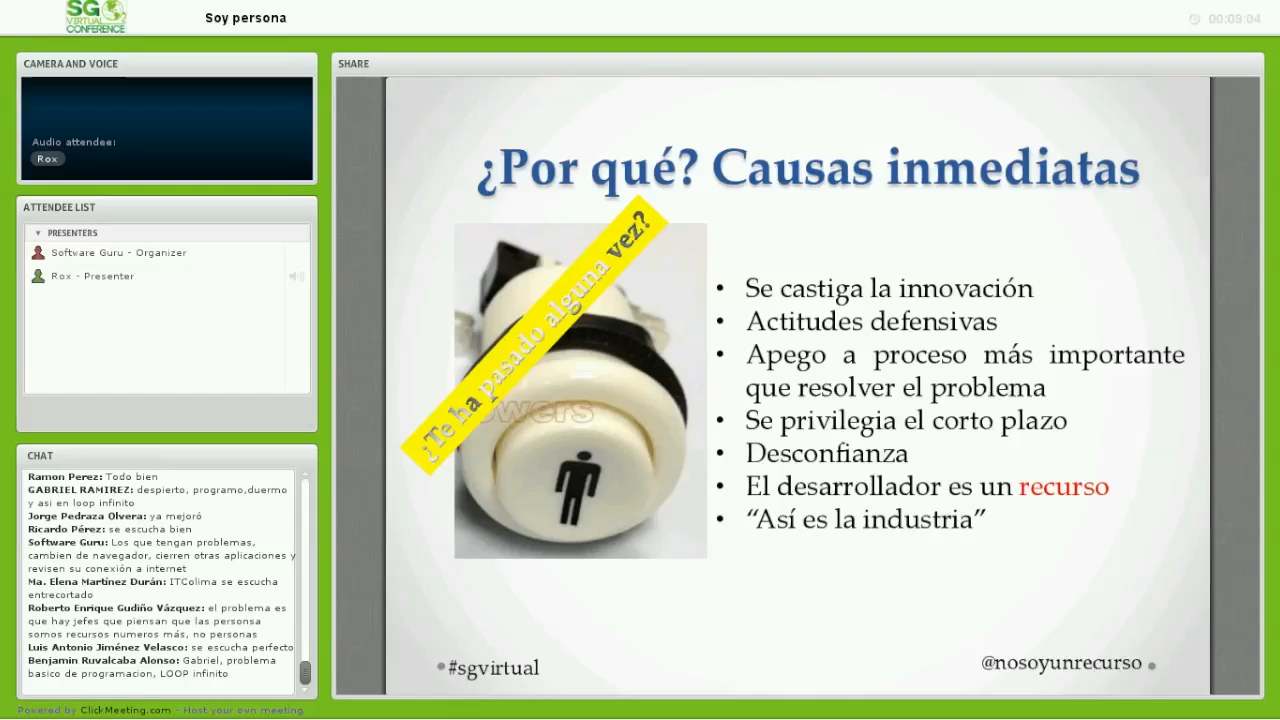 SG
VIRTUAL
CONFERENCE
Soy persona
00:09:04
CAMERA AND VOICE
Audio attendee:
Rox
ATTENDEE LIST
PRESENTERS
Software Guru - Organizer
Rox - Presenter
CHAT
Ramon Perez: Todo bien
GABRIEL RAMIREZ: despierto, programo,duermo
y asi en loop infinito
Jorge Pedraza Olvera: ya mejoró
Ricardo Pérez: se escucha bien
Software Guru: Los que tengan problemas,
cambien de navegador, cierren otras aplicaciones y
revisen su conexión a internet
Ma. Elena Martínez Durán: ITColima se escucha
entrecortado
Roberto Enrique Gudiño Vázquez: el problema es
que hay jefes que piensan que las personsa
somos recursos numeros más, no personas
Luis Antonio Jiménez Velasco: se escucha perfecto
Benjamin Ruvalcaba Alonso: Gabriel, problema
basico de programacion, LOOP infinito
SHARE
¿Por qué? Causas inmediatas
¿Te ha pasado alguna vez?
• Se castiga la innovación
• Actitudes defensivas
• Apego a proceso más importante
que resolver el problema
• Se privilegia el corto plazo
• Desconfianza
• El desarrollador es un recurso
• “Así es la industria”
#sgvirtual
@nosoyunrecurso
Powered by ClickMeeting.com - Host your own meeting